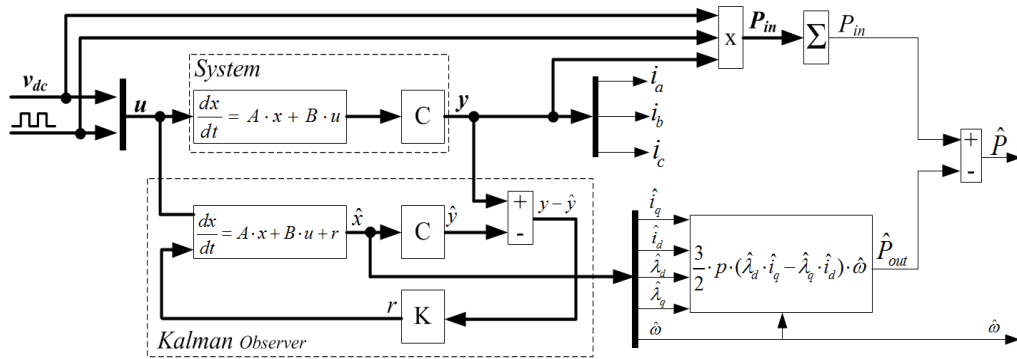 v_dc
u
System
dx/dt = A · x + B · u
C
y
x
P_in
Σ
P_in
i_a
i_b
i_c
+
-
P̂
dx/dt = A · x + B · u + r
x̂
C
ŷ
+
-
y − ŷ
r
K
Kalman Observer
î_q
î_d
λ̂_d
λ̂_q
ω̂
3/2 · p · (λ̂_d · î_q − λ̂_q · î_d) · ω̂
P̂_out
ω̂